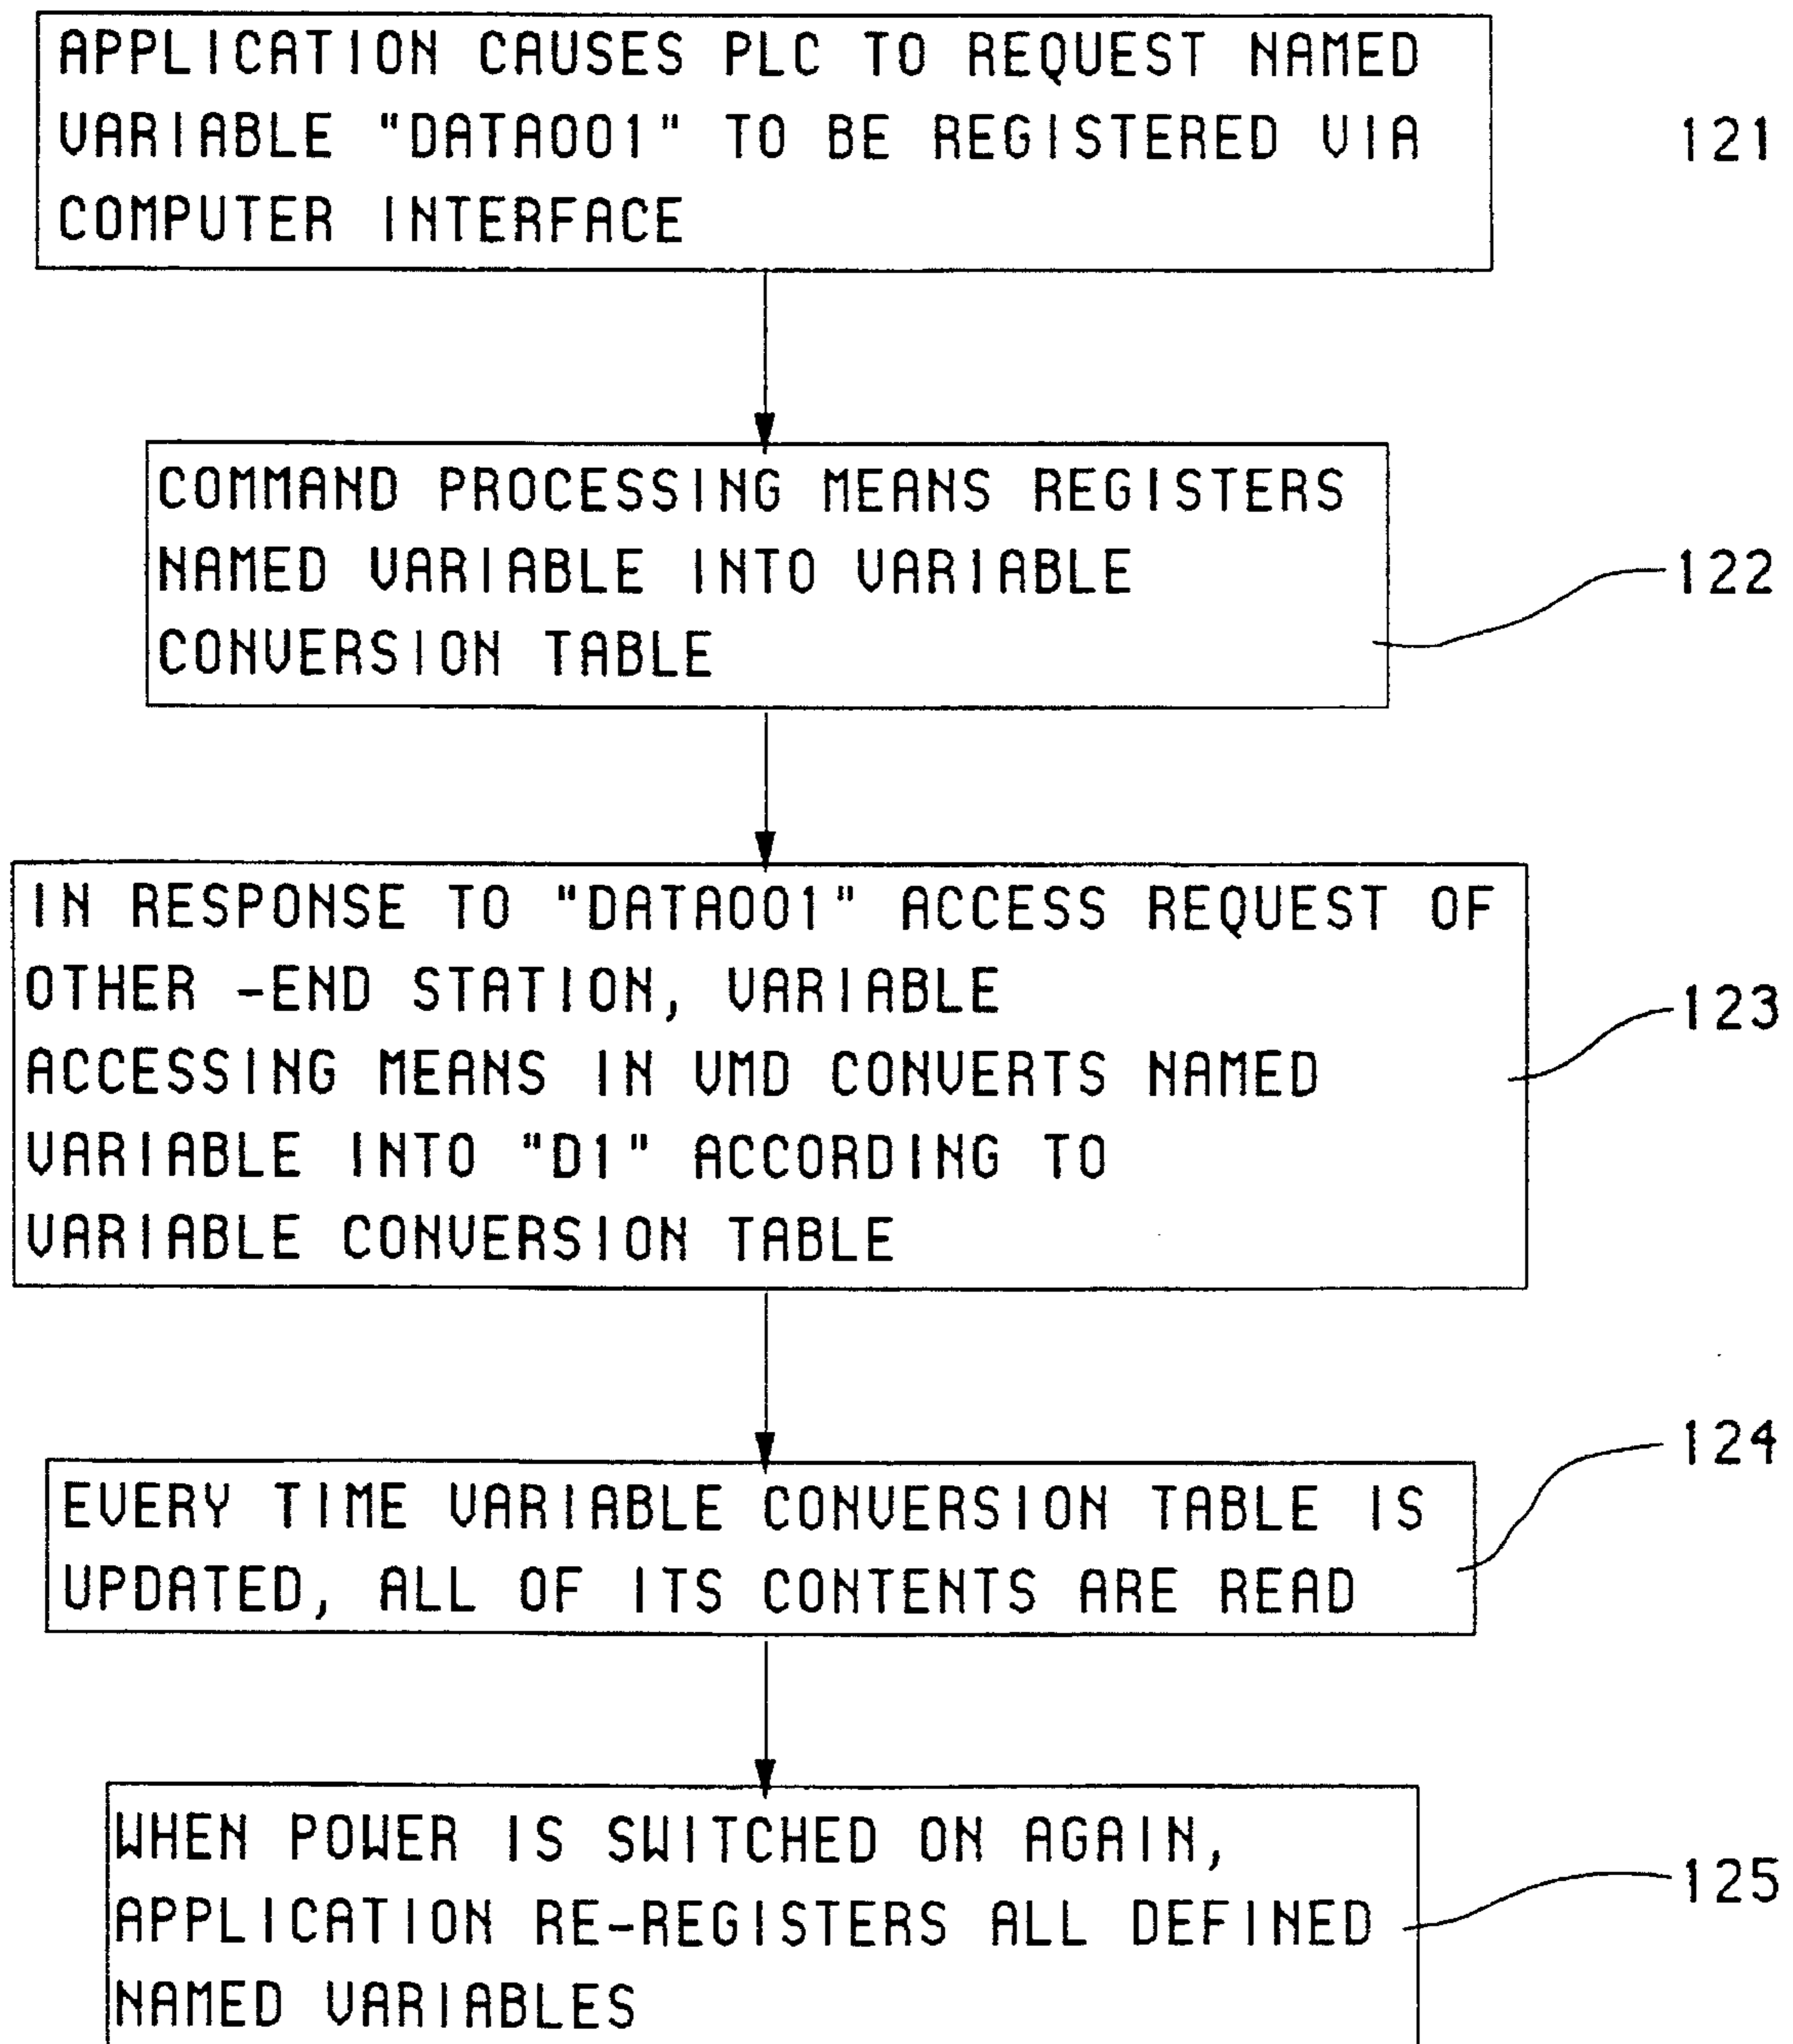 APPLICATION CAUSES PLC TO REQUEST NAMED
VARIABLE "DATA001" TO BE REGISTERED VIA
COMPUTER INTERFACE
121
COMMAND PROCESSING MEANS REGISTERS
NAMED VARIABLE INTO VARIABLE
CONVERSION TABLE
122
IN RESPONSE TO "DATA001" ACCESS REQUEST OF
OTHER -END STATION, VARIABLE
ACCESSING MEANS IN VMD CONVERTS NAMED
VARIABLE INTO "D1" ACCORDING TO
VARIABLE CONVERSION TABLE
123
EVERY TIME VARIABLE CONVERSION TABLE IS
UPDATED, ALL OF ITS CONTENTS ARE READ
124
WHEN POWER IS SWITCHED ON AGAIN,
APPLICATION RE-REGISTERS ALL DEFINED
NAMED VARIABLES
125